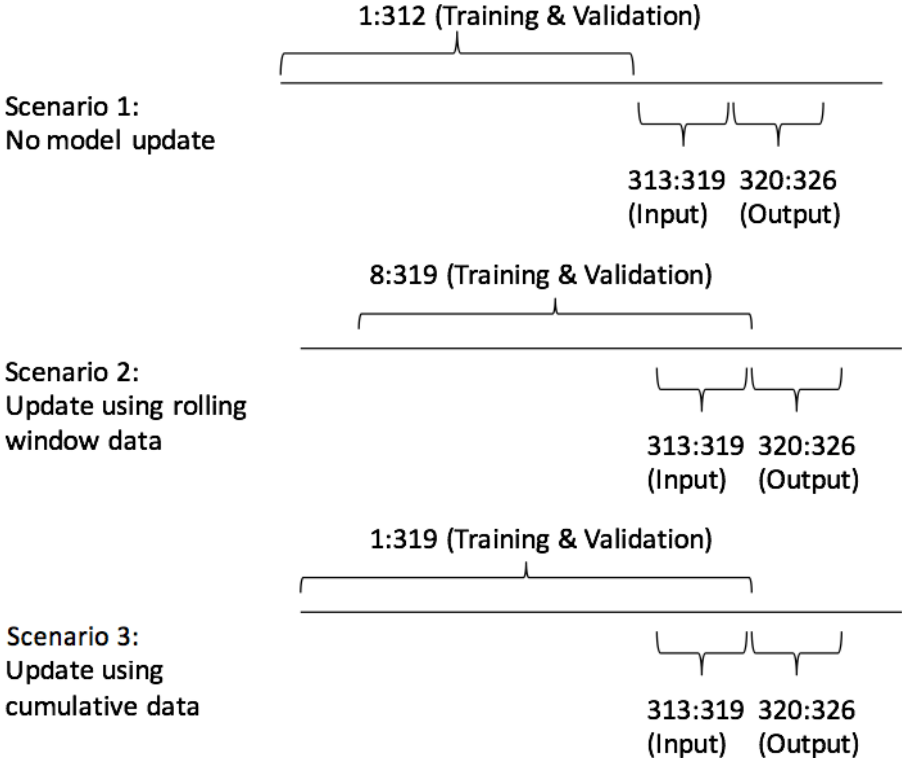 1:312 (Training & Validation)
Scenario 1:
No model update
313:319 320:326
(Input) (Output)
8:319 (Training & Validation)
Scenario 2:
Update using rolling
window data
313:319 320:326
(Input) (Output)
1:319 (Training & Validation)
Scenario 3:
Update using
cumulative data
313:319 320:326
(Input) (Output)